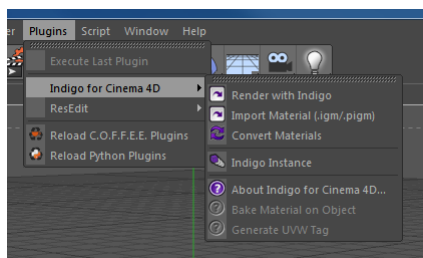 er Plugins Script Window Help
Execute Last Plugin
Indigo for Cinema 4D
ResEdit
Reload C.O.F.F.E.E. Plugins
Reload Python Plugins
Render with Indigo
Import Material (.igm/.pigm)
Convert Materials
Indigo Instance
About Indigo for Cinema 4D...
Bake Material on Object
Generate UVW Tag